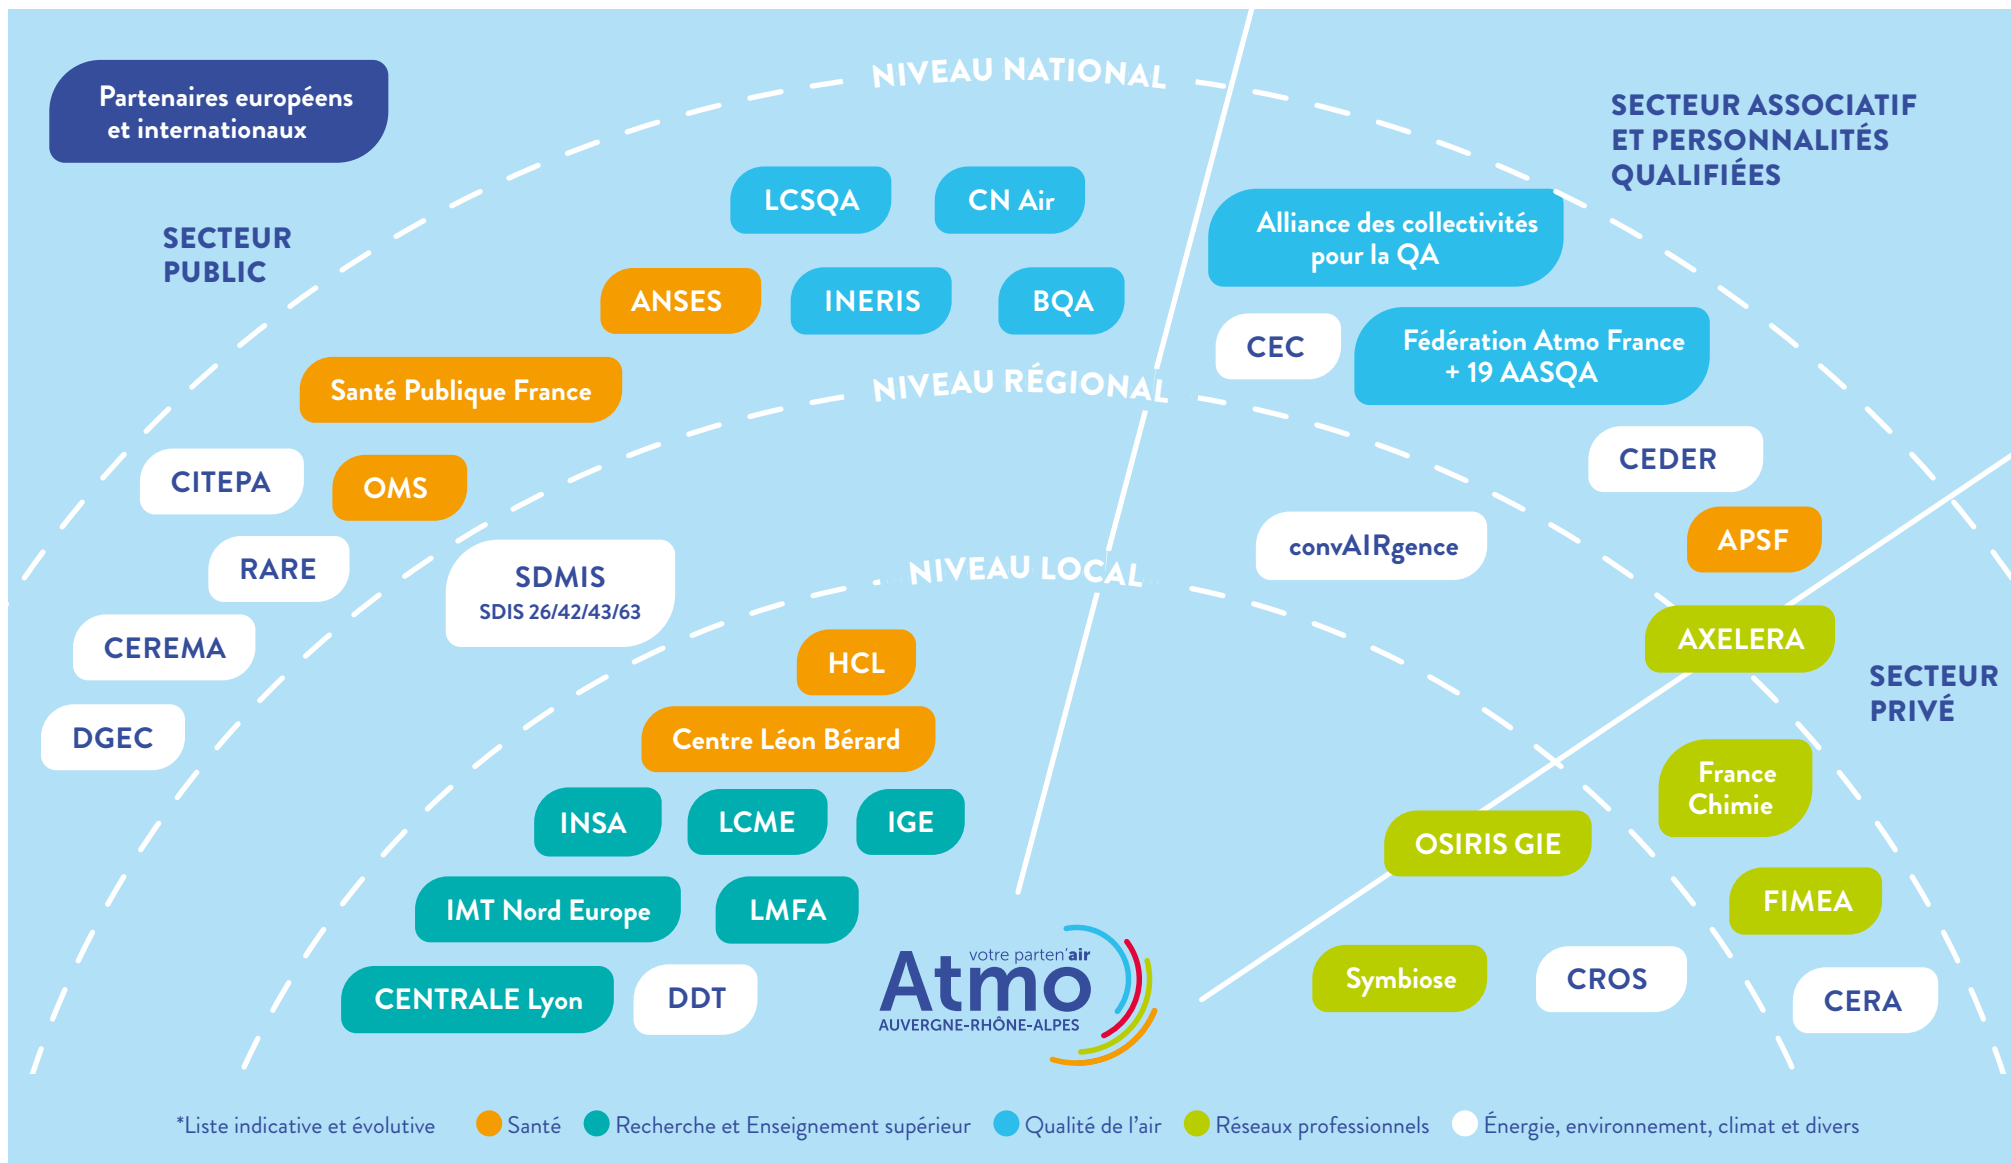 Partenaires européens
et internationaux
NIVEAU NATIONAL
SECTEUR ASSOCIATIF
ET PERSONNALITÉS
QUALIFIÉES
SECTEUR
PUBLIC
LCSQA
CN Air
Alliance des collectivités
pour la QA
ANSES
INERIS
BQA
CEC
Fédération Atmo France
+ 19 AASQA
Santé Publique France
NIVEAU RÉGIONAL
CEDER
CITEPA
OMS
APSF
RARE
SDMIS
SDIS 26/42/43/63
NIVEAU LOCAL
convAIRgence
CEREMA
HCL
AXELERA
SECTEUR
PRIVÉ
DGEC
Centre Léon Bérard
France
Chimie
INSA
LCME
IGE
OSIRIS GIE
IMT Nord Europe
LMFA
FIMEA
votre parten'air
Atmo
AUVERGNE-RHÔNE-ALPES
Symbiose
CROS
CERA
CENTRALE Lyon
DDT
*Liste indicative et évolutive
Santé
Recherche et Enseignement supérieur
Qualité de l'air
Réseaux professionnels
Énergie, environnement, climat et divers